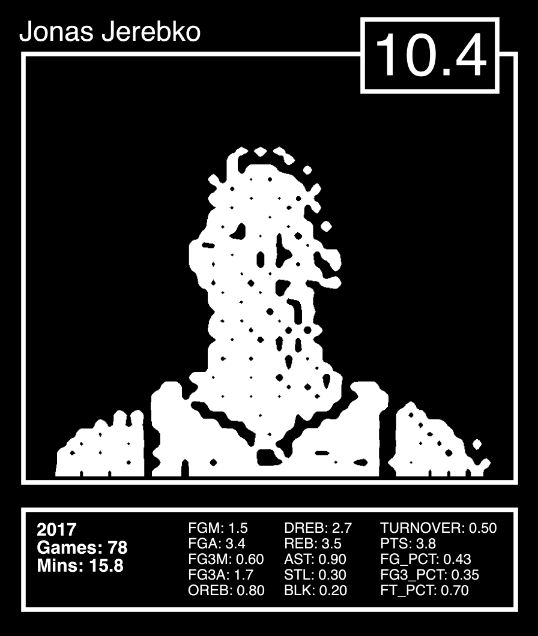 Jonas Jerebko
10.4
2017
Games: 78
Mins: 15.8
FGM: 1.5
FGA: 3.4
FG3M: 0.60
FG3A: 1.7
OREB: 0.80
DREB: 2.7
REB: 3.5
AST: 0.90
STL: 0.30
BLK: 0.20
TURNOVER: 0.50
PTS: 3.8
FG_PCT: 0.43
FG3_PCT: 0.35
FT_PCT: 0.70